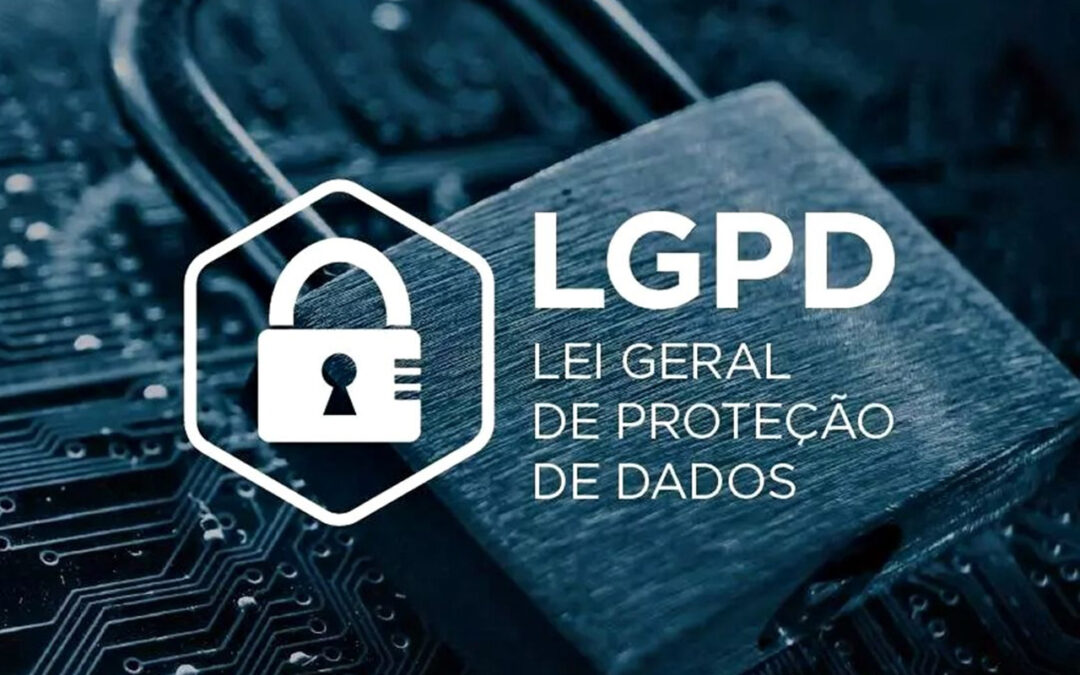 LGPD
LEI GERAL
DE PROTEÇÃO
DE DADOS